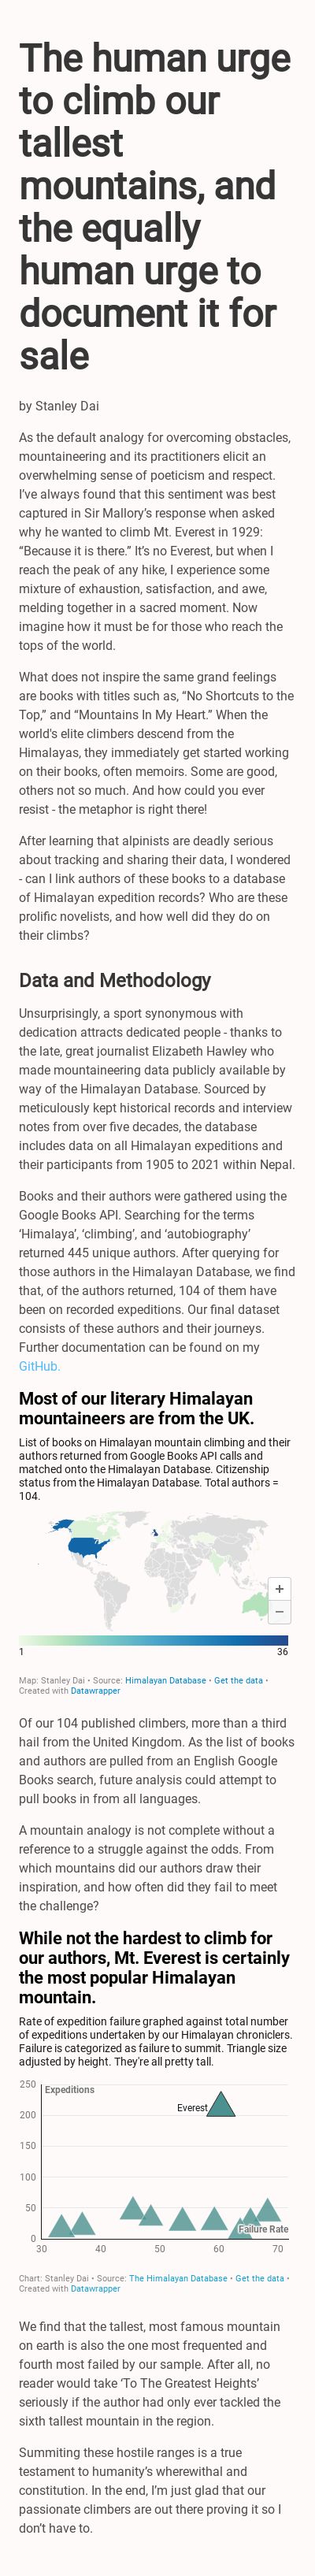 The human urge
to climb our
tallest
mountains, and
the equally
human urge to
document it for
sale
by Stanley Dai
As the default analogy for overcoming obstacles,
mountaineering and its practitioners elicit an
overwhelming sense of poeticism and respect.
I've always found that this sentiment was best
captured in Sir Mallory's response when asked
why he wanted to climb Mt. Everest in 1929:
“Because it is there.” It's no Everest, but when I
reach the peak of any hike, I experience some
mixture of exhaustion, satisfaction, and awe,
melding together in a sacred moment. Now
imagine how it must be for those who reach the
tops of the world.
What does not inspire the same grand feelings
are books with titles such as, “No Shortcuts to the
Top,” and “Mountains In My Heart.” When the
world's elite climbers descend from the
Himalayas, they immediately get started working
on their books, often memoirs. Some are good,
others not so much. And how could you ever
resist - the metaphor is right there!
After learning that alpinists are deadly serious
about tracking and sharing their data, I wondered
- can I link authors of these books to a database
of Himalayan expedition records? Who are these
prolific novelists, and how well did they do on
their climbs?
Data and Methodology
Unsurprisingly, a sport synonymous with
dedication attracts dedicated people - thanks to
the late, great journalist Elizabeth Hawley who
made mountaineering data publicly available by
way of the Himalayan Database. Sourced by
meticulously kept historical records and interview
notes from over five decades, the database
includes data on all Himalayan expeditions and
their participants from 1905 to 2021 within Nepal.
Books and their authors were gathered using the
Google Books API. Searching for the terms
‘Himalaya’, ‘climbing’, and ‘autobiography’
returned 445 unique authors. After querying for
those authors in the Himalayan Database, we find
that, of the authors returned, 104 of them have
been on recorded expeditions. Our final dataset
consists of these authors and their journeys.
Further documentation can be found on my
GitHub.
Most of our literary Himalayan
mountaineers are from the UK.
List of books on Himalayan mountain climbing and their
authors returned from Google Books API calls and
matched onto the Himalayan Database. Citizenship
status from the Himalayan Database. Total authors =
104.
+
−
1 36
Map: Stanley Dai • Source: Himalayan Database • Get the data •
Created with Datawrapper
Of our 104 published climbers, more than a third
hail from the United Kingdom. As the list of books
and authors are pulled from an English Google
Books search, future analysis could attempt to
pull books in from all languages.
A mountain analogy is not complete without a
reference to a struggle against the odds. From
which mountains did our authors draw their
inspiration, and how often did they fail to meet
the challenge?
While not the hardest to climb for
our authors, Mt. Everest is certainly
the most popular Himalayan
mountain.
Rate of expedition failure graphed against total number
of expeditions undertaken by our Himalayan chroniclers.
Failure is categorized as failure to summit. Triangle size
adjusted by height. They're all pretty tall.
250 Expeditions
200 Everest
150
100
50
0 Failure Rate
30 40 50 60 70
Chart: Stanley Dai • Source: The Himalayan Database • Get the data •
Created with Datawrapper
We find that the tallest, most famous mountain
on earth is also the one most frequented and
fourth most failed by our sample. After all, no
reader would take ‘To The Greatest Heights’
seriously if the author had only ever tackled the
sixth tallest mountain in the region.
Summiting these hostile ranges is a true
testament to humanity's wherewithal and
constitution. In the end, I'm just glad that our
passionate climbers are out there proving it so I
don't have to.